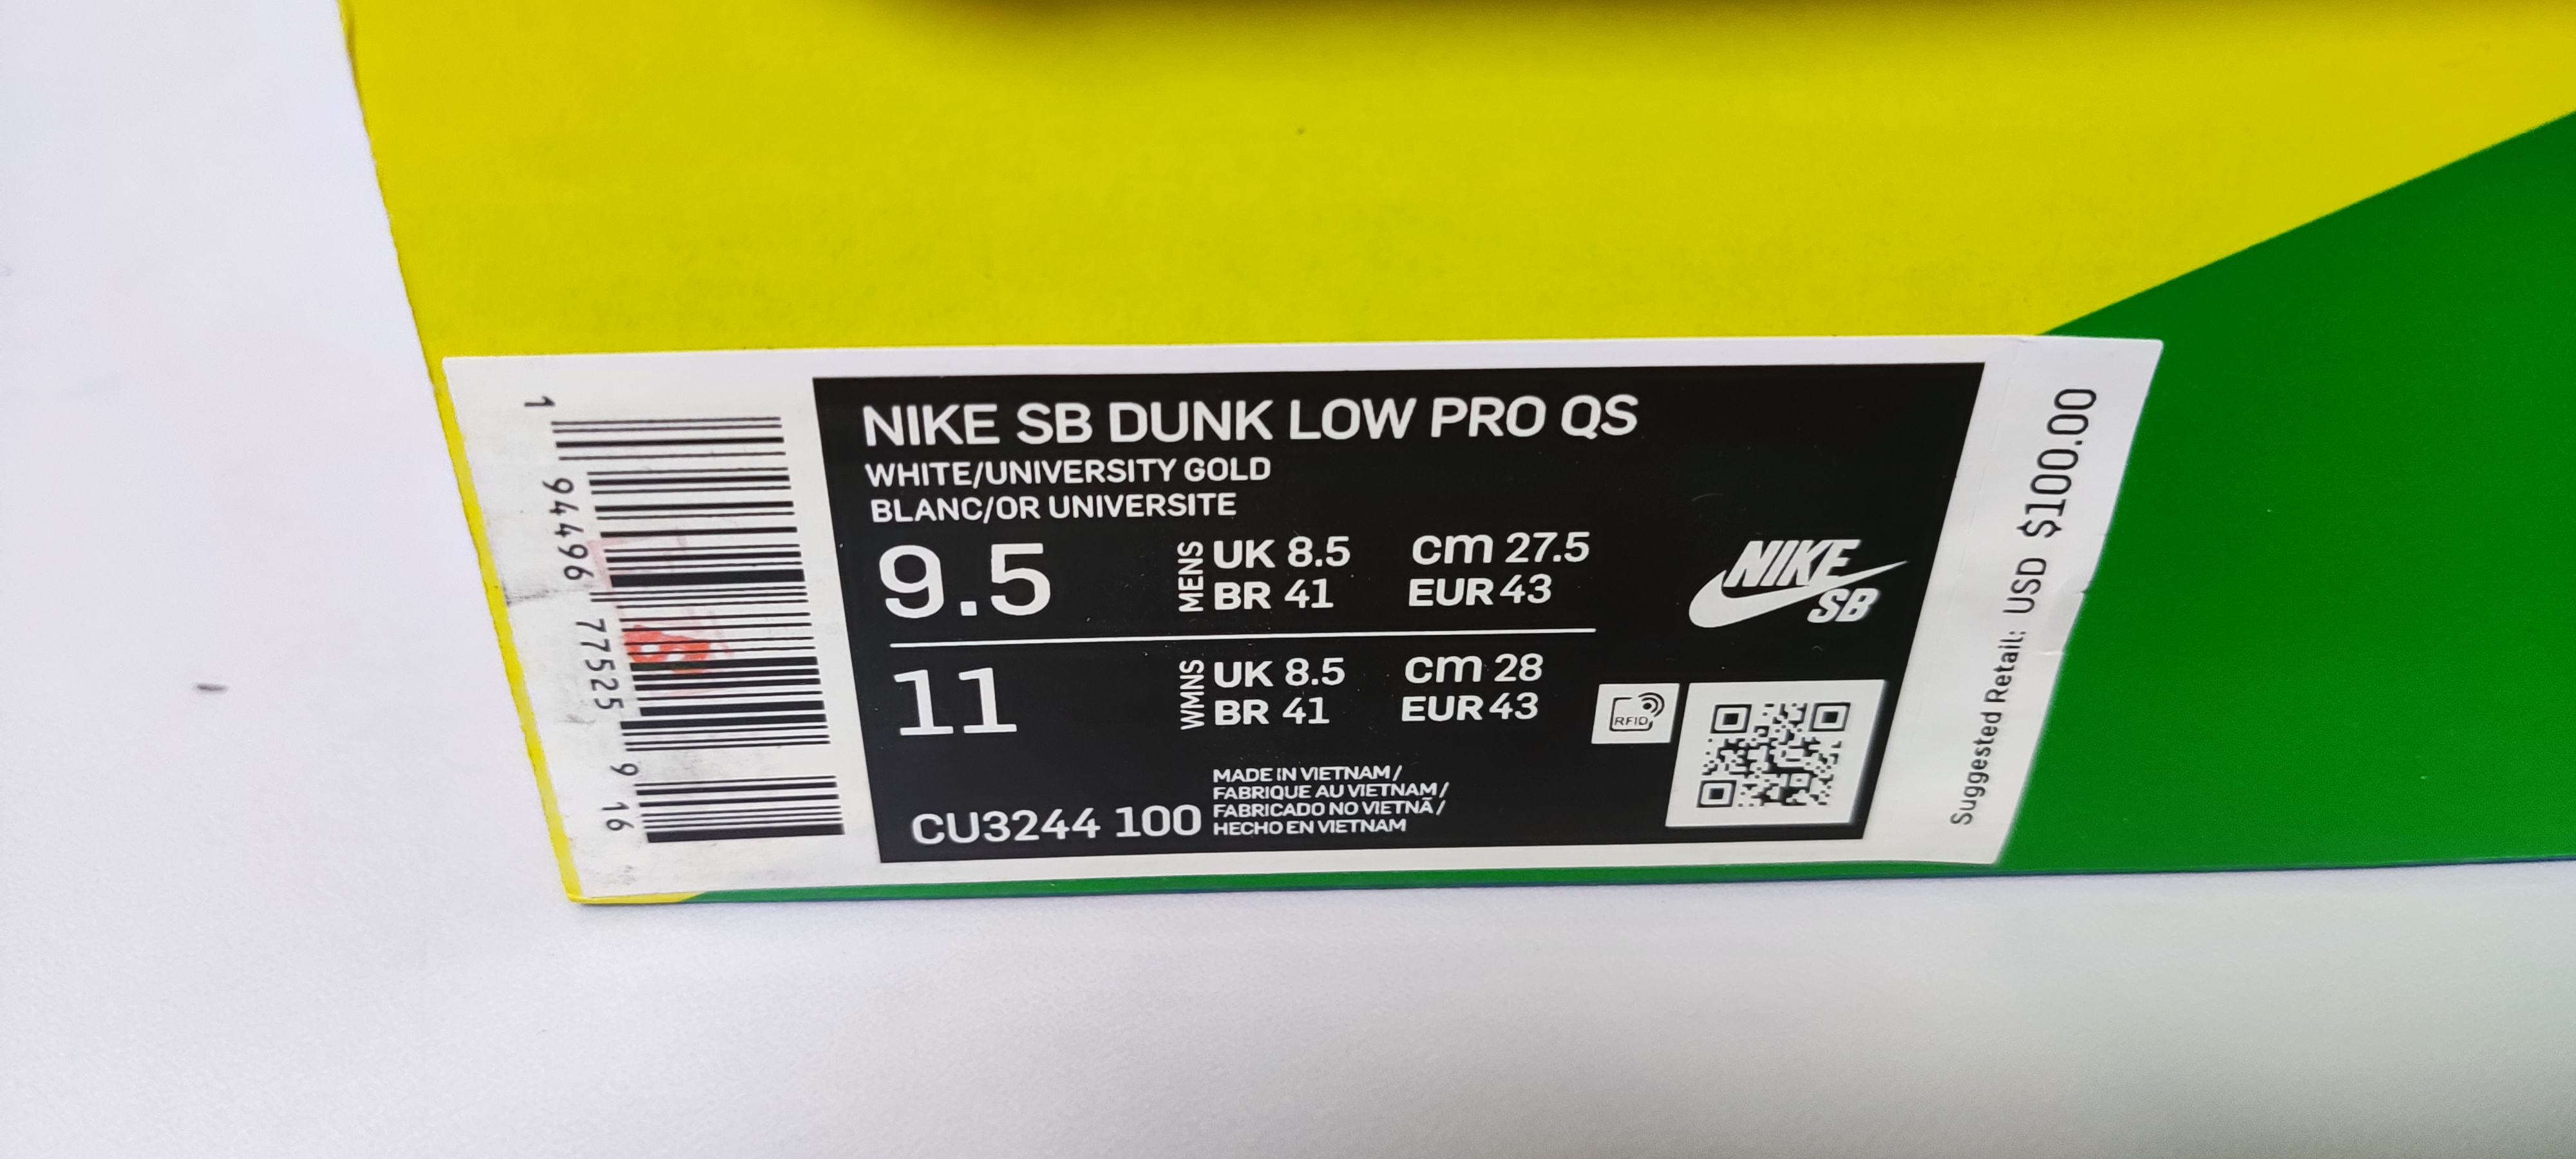 NIKE SB DUNK LOW PRO QS
WHITE/UNIVERSITY GOLD
BLANC/OR UNIVERSITE
9.5 MENS UK 8.5 cm 27.5
BR 41 EUR 43
11 WMNS UK 8.5 cm 28
BR 41 EUR 43
CU3244 100
MADE IN VIETNAM/
FABRIQUE AU VIETNAM/
FABRICADO NO VIETNÃ/
HECHO EN VIETNAM
NIKE
SB
RFID
Suggested Retail: USD $100.00
1 94496 77525 9 16